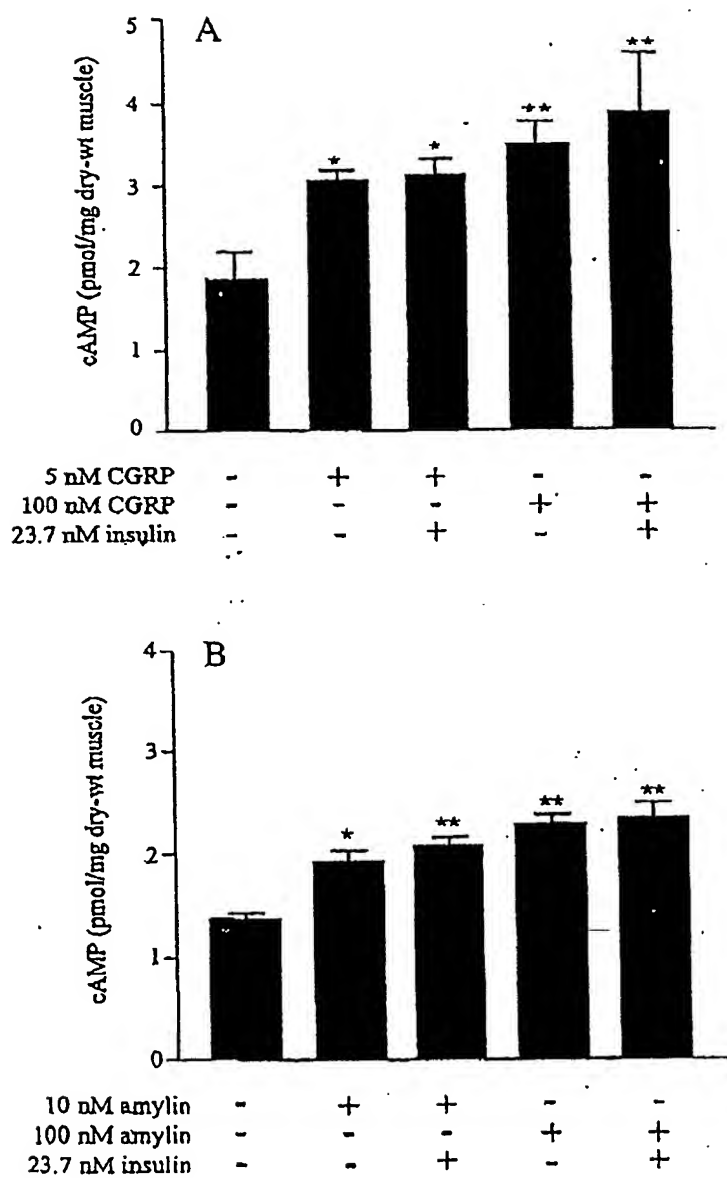 A
cAMP (pmol/mg dry-wt muscle)
5
4
3
2
1
0
* * ** **
5 nM CGRP - + + - -
100 nM CGRP - - - + +
23.7 nM insulin - - + - +
B
cAMP (pmol/mg dry-wt muscle)
4
3
2
1
0
* ** ** **
10 nM amylin - + + - -
100 nM amylin - - - + +
23.7 nM insulin - - + - +